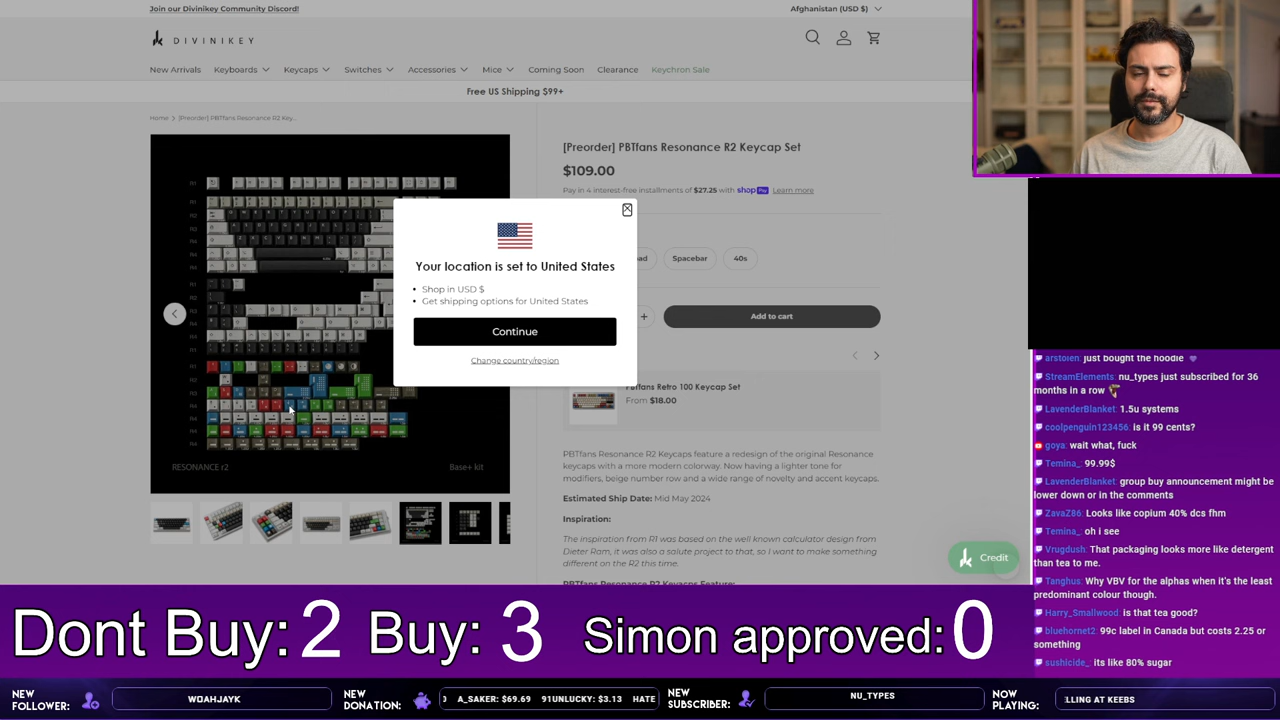 Join our Divinikey Community Discord!
Afghanistan (USD $)
DIVINIKEY
New Arrivals Keyboards Keycaps Switches Accessories Mice Coming Soon Clearance Keychron Sale
Free US Shipping $99+
Home > [Preorder] PBTfans Resonance R2 Key...
[Preorder] PBTfans Resonance R2 Keycap Set
$109.00
Pay in 4 interest-free installments of $27.25 with shop Pay Learn more
Spacebar 40s
Add to cart
Your location is set to United States
• Shop in USD $
• Get shipping options for United States
Continue
Change country/region
PBTfans Retro 100 Keycap Set
From $18.00
RESONANCE r2 Base+ kit
PBTfans Resonance R2 Keycaps feature a redesign of the original Resonance
keycaps with a more modern colorway. Now having a lighter tone for
modifiers, beige number row and a wide range of novelty and accent keycaps.
Estimated Ship Date: Mid May 2024
Inspiration:
The inspiration from R1 was based on the well known calculator design from
Dieter Ram, it was also a salute project to that, so I want to make something
different on the R2 this time.
PBTfans Resonance R2 Keycaps Feature:
Credit
arstoien: just bought the hoodie
StreamElements: nu_types just subscribed for 36
months in a row
LavenderBlanket: 1.5u systems
coolpenguin123456: is it 99 cents?
goya: wait what, fuck
Temina_: 99.99$
LavenderBlanket: group buy announcement might be
lower down or in the comments
ZavaZ86: Looks like copium 40% dcs fhm
Temina_: oh i see
Vrugdush: That packaging looks more like detergent
than tea to me.
Tanghus: Why VBV for the alphas when it's the least
predominant colour though.
Harry_Smallwood: is that tea good?
bluehornet2: 99c label in Canada but costs 2.25 or
something
sushicide_: its like 80% sugar
Dont Buy: 2 Buy: 3 Simon approved: 0
NEW
FOLLOWER:
WOAHJAYK
NEW
DONATION:
A_SAKER: $69.69 91UNLUCKY: $3.13 HATE
NEW
SUBSCRIBER:
NU_TYPES
NOW
PLAYING:
LLING AT KEEBS